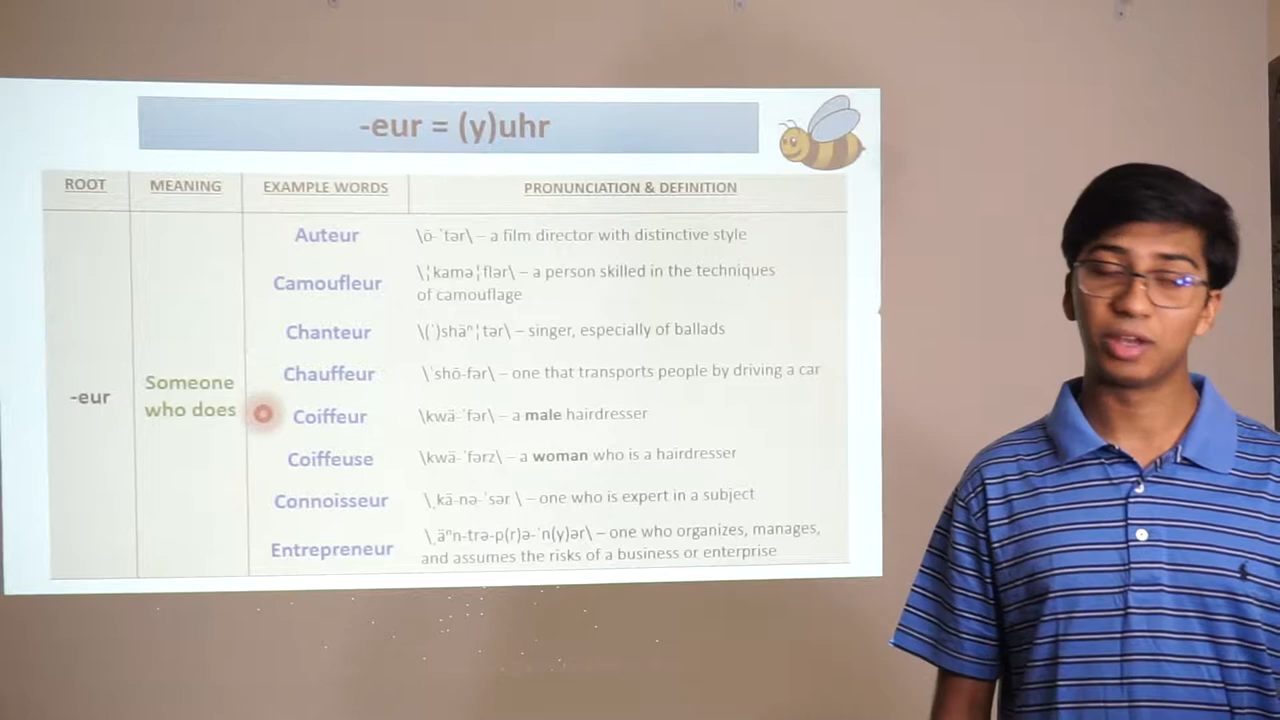 -eur = (y)uhr
ROOT MEANING EXAMPLE WORDS PRONUNCIATION & DEFINITION
-eur
Someone
who does
Auteur \ō-ˈtər\ – a film director with distinctive style
Camoufleur \¦kamə¦flər\ – a person skilled in the techniques
of camouflage
Chanteur \(ˈ)shäⁿ¦tər\ – singer, especially of ballads
Chauffeur \ˈshō-fər\ – one that transports people by driving a car
Coiffeur \kwä-ˈfər\ – a male hairdresser
Coiffeuse \kwä-ˈfərz\ – a woman who is a hairdresser
Connoisseur \ˌkä-nə-ˈsər \ – one who is expert in a subject
Entrepreneur \ˌäⁿn-trə-p(r)ə-ˈn(y)ər\ – one who organizes, manages,
and assumes the risks of a business or enterprise